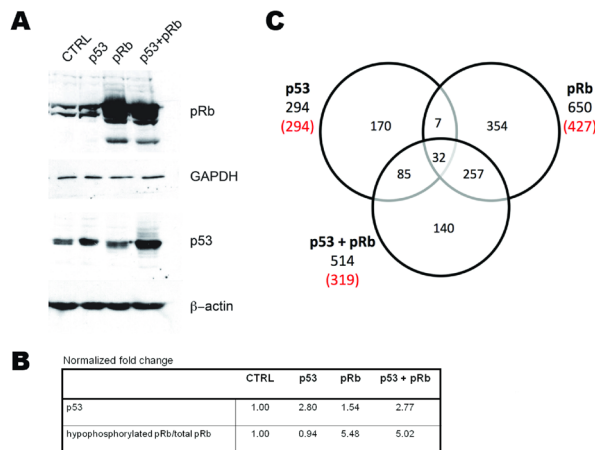 A
CTRL
p53
pRb
p53+pRb
pRb
GAPDH
p53
β–actin
C
p53
294
(294)
pRb
650
(427)
170
7
354
32
85
257
140
p53 + pRb
514
(319)
B
Normalized fold change
CTRL p53 pRb p53 + pRb
p53 1.00 2.80 1.54 2.77
hypophosphorylated pRb/total pRb 1.00 0.94 5.48 5.02